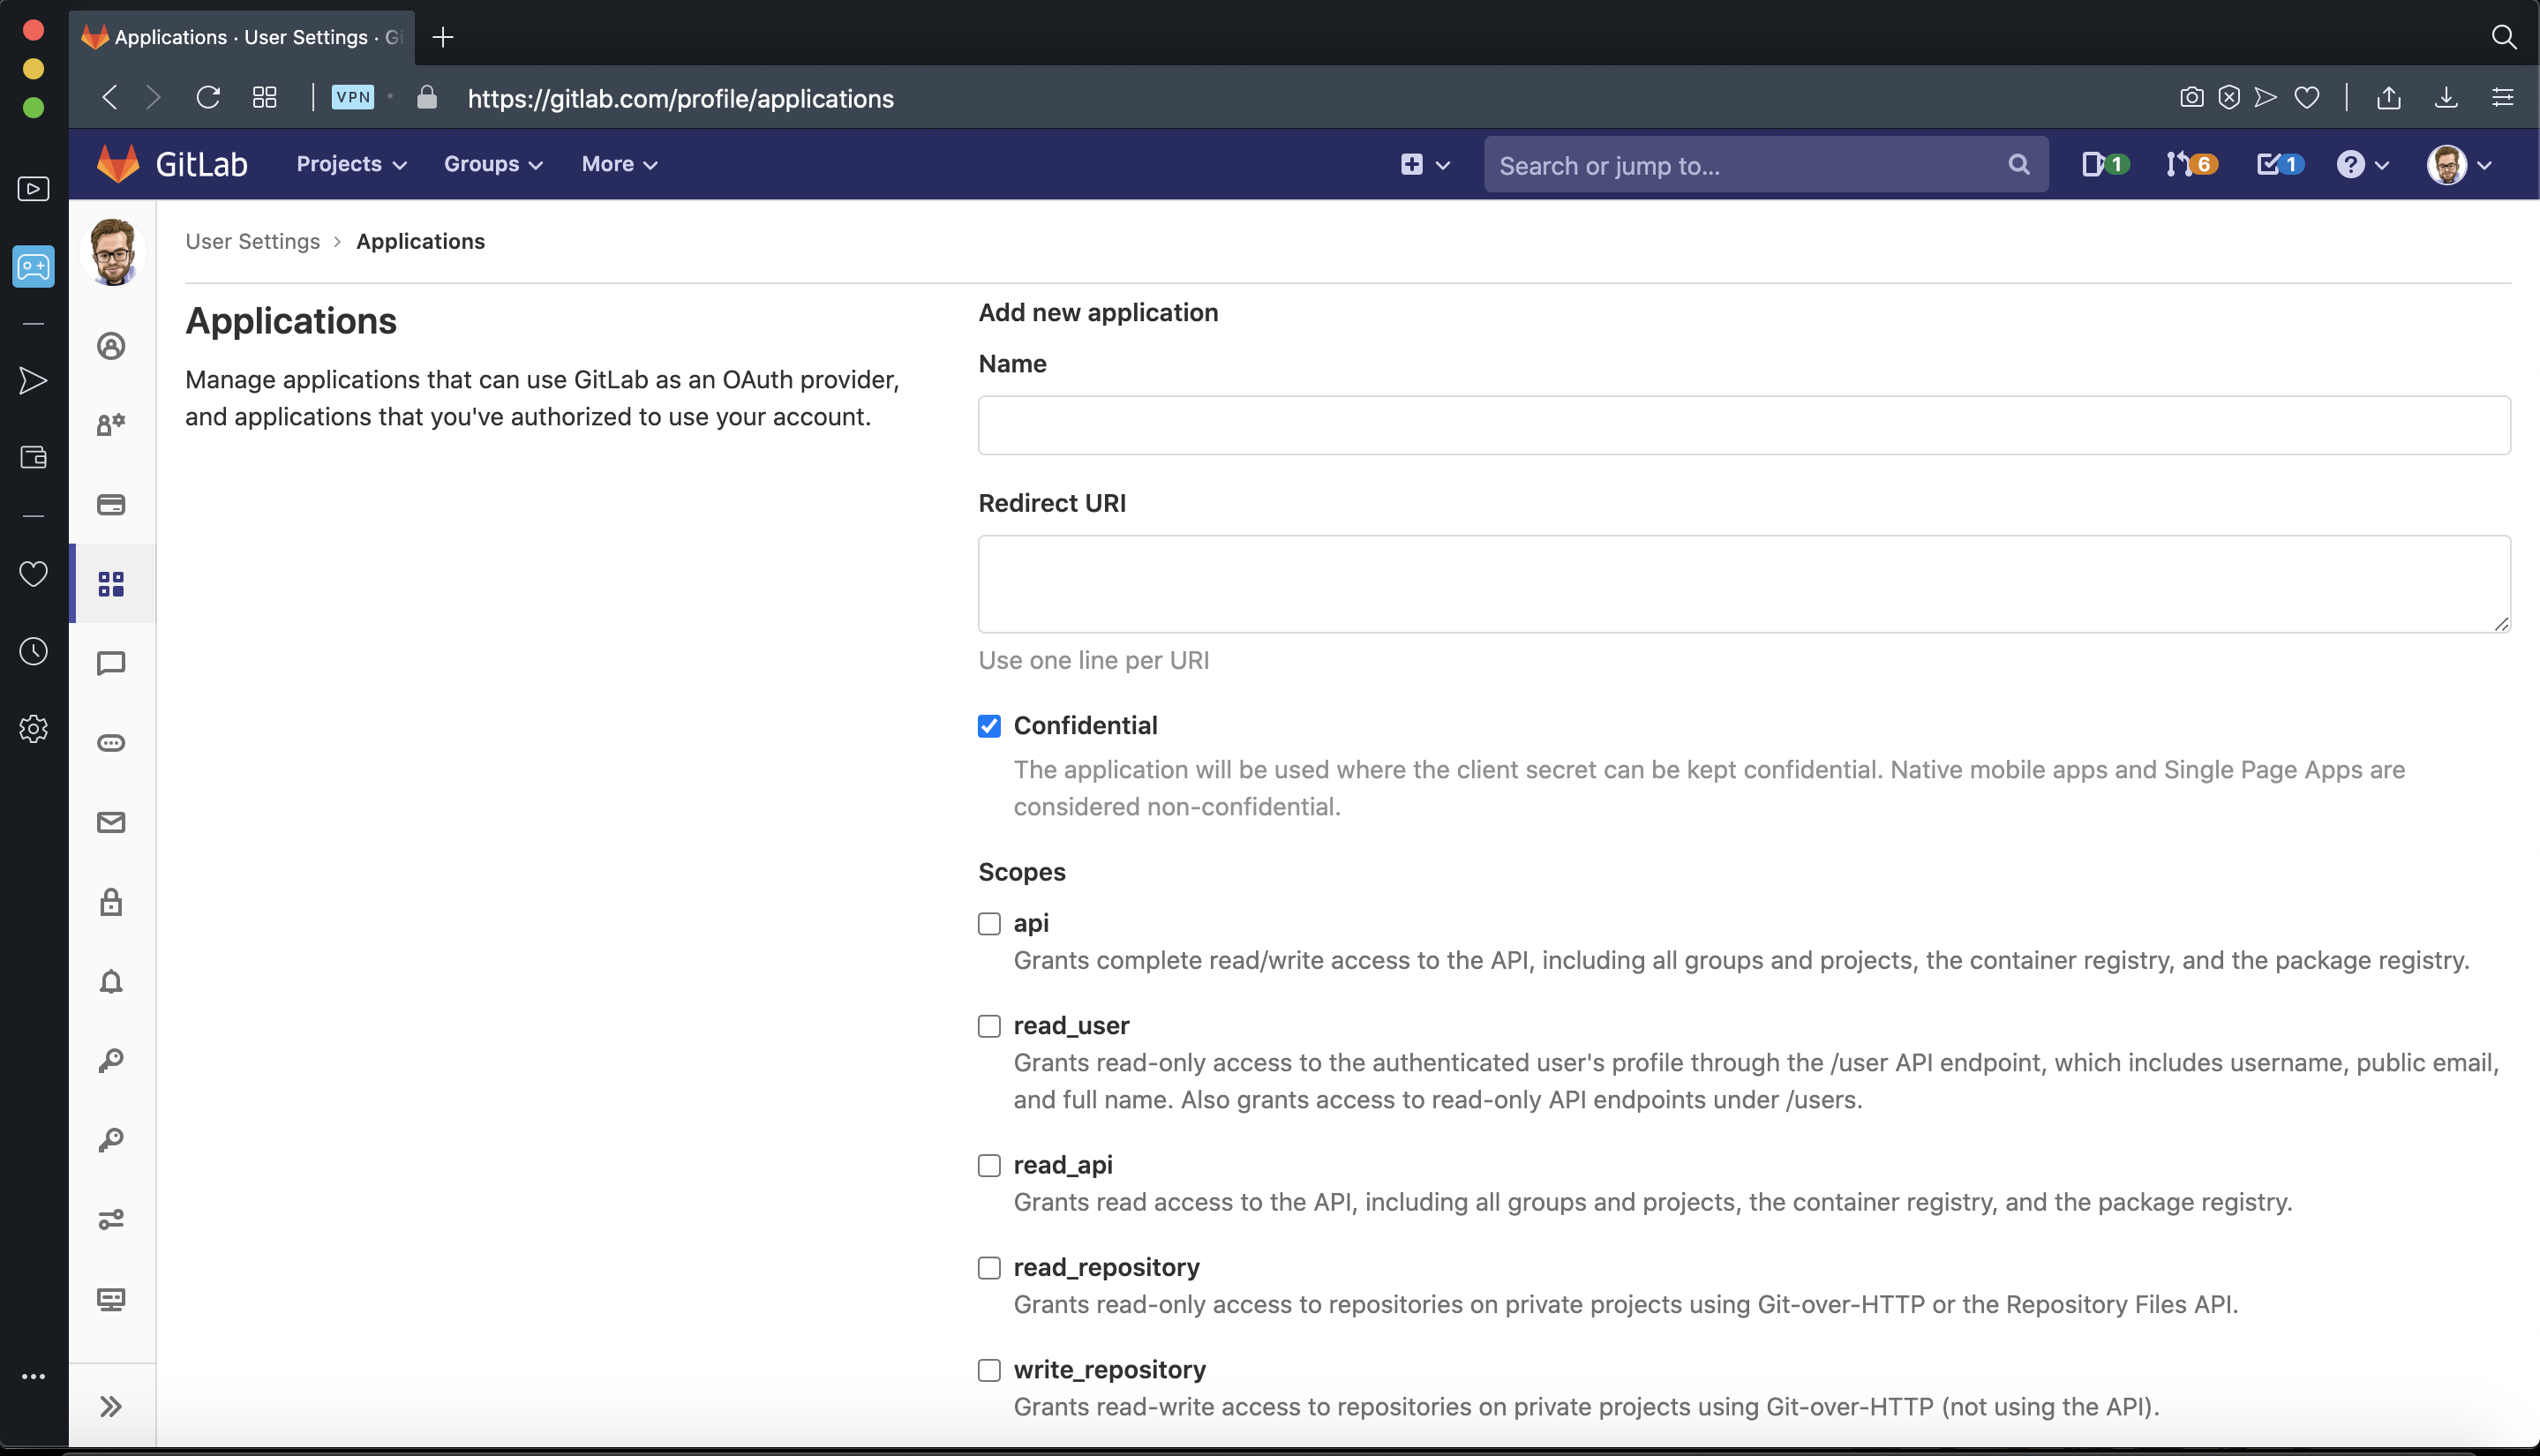 Applications · User Settings · Gi
VPN
https://gitlab.com/profile/applications
GitLab
Projects
Groups
More
Search or jump to...
1
6
1
?
User Settings
Applications
Applications
Manage applications that can use GitLab as an OAuth provider,
and applications that you've authorized to use your account.
Add new application
Name
Redirect URI
Use one line per URI
Confidential
The application will be used where the client secret can be kept confidential. Native mobile apps and Single Page Apps are
considered non-confidential.
Scopes
api
Grants complete read/write access to the API, including all groups and projects, the container registry, and the package registry.
read_user
Grants read-only access to the authenticated user's profile through the /user API endpoint, which includes username, public email,
and full name. Also grants access to read-only API endpoints under /users.
read_api
Grants read access to the API, including all groups and projects, the container registry, and the package registry.
read_repository
Grants read-only access to repositories on private projects using Git-over-HTTP or the Repository Files API.
write_repository
Grants read-write access to repositories on private projects using Git-over-HTTP (not using the API).